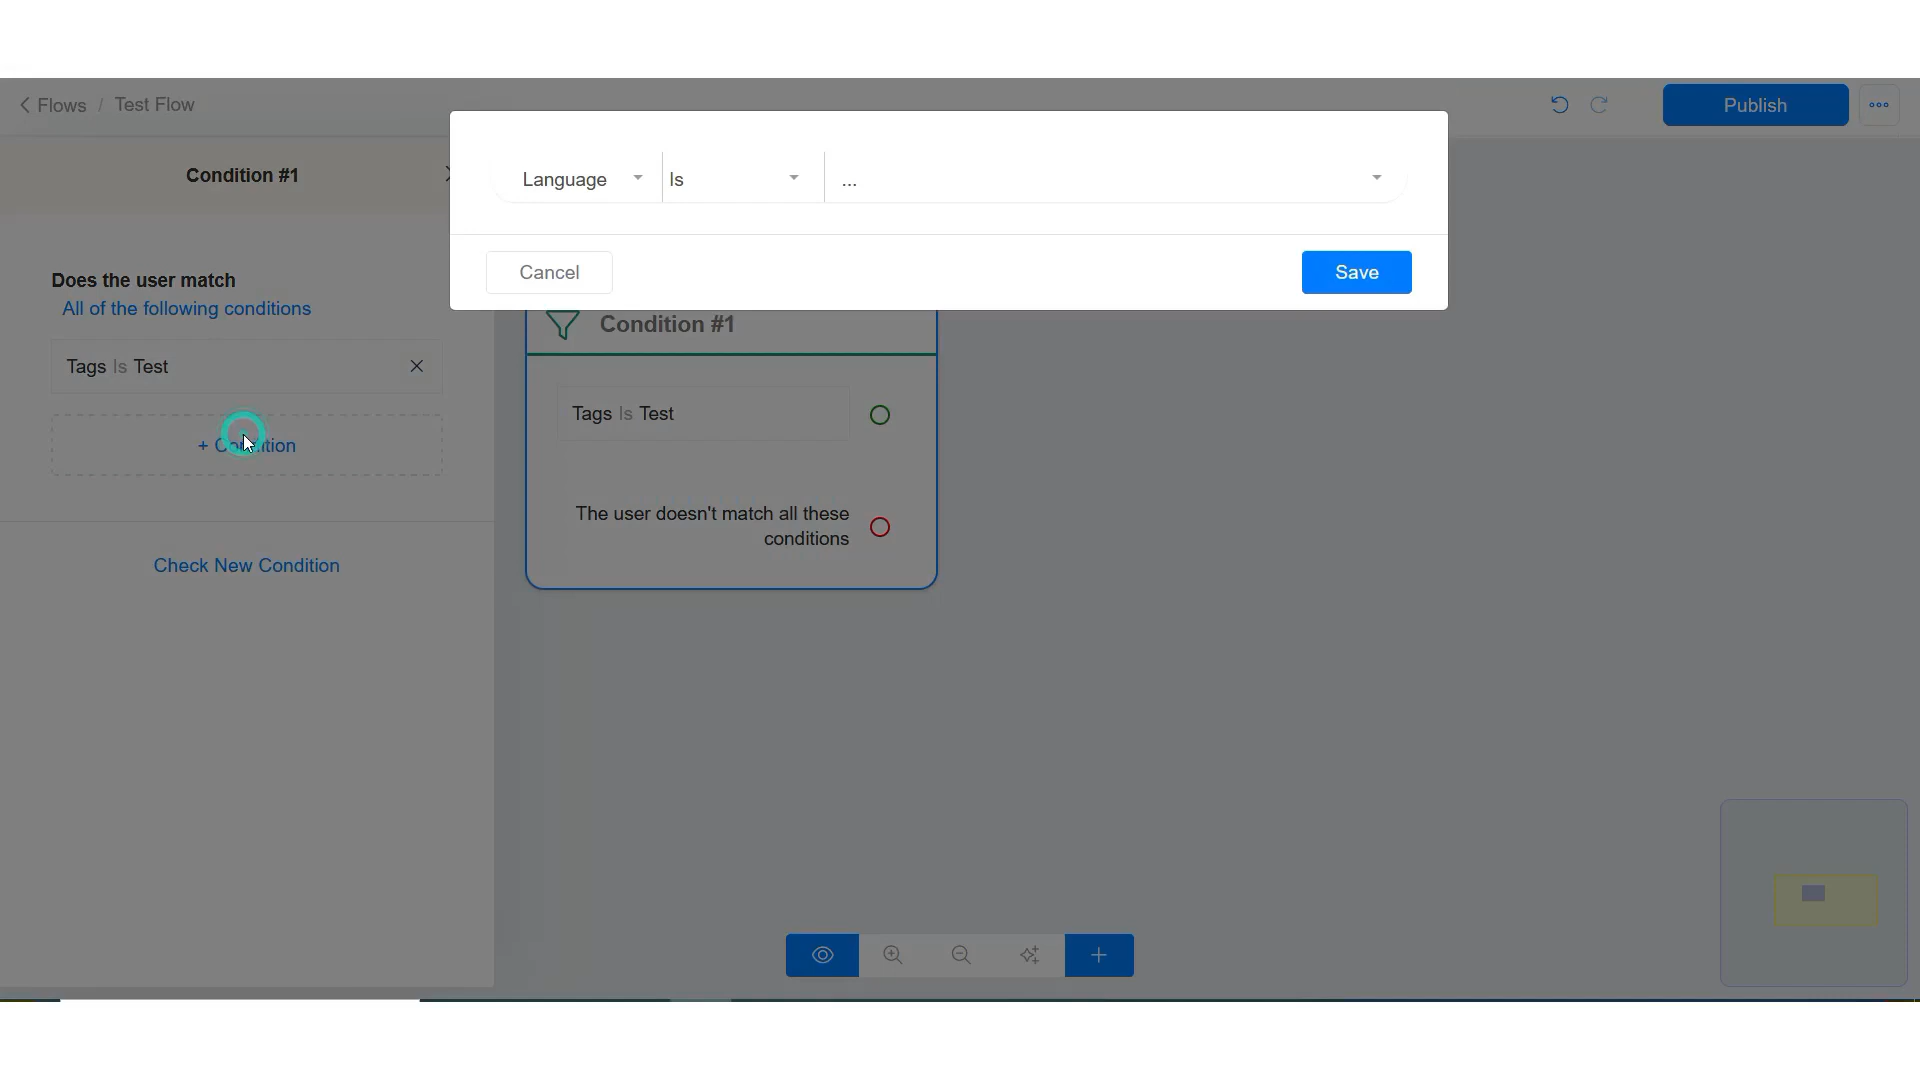 Flows / Test Flow
Publish
Language Is ...
Cancel Save
Condition #1
Does the user match
All of the following conditions
Tags Is Test
+ Condition
Check New Condition
Condition #1
Tags Is Test
The user doesn't match all these
conditions